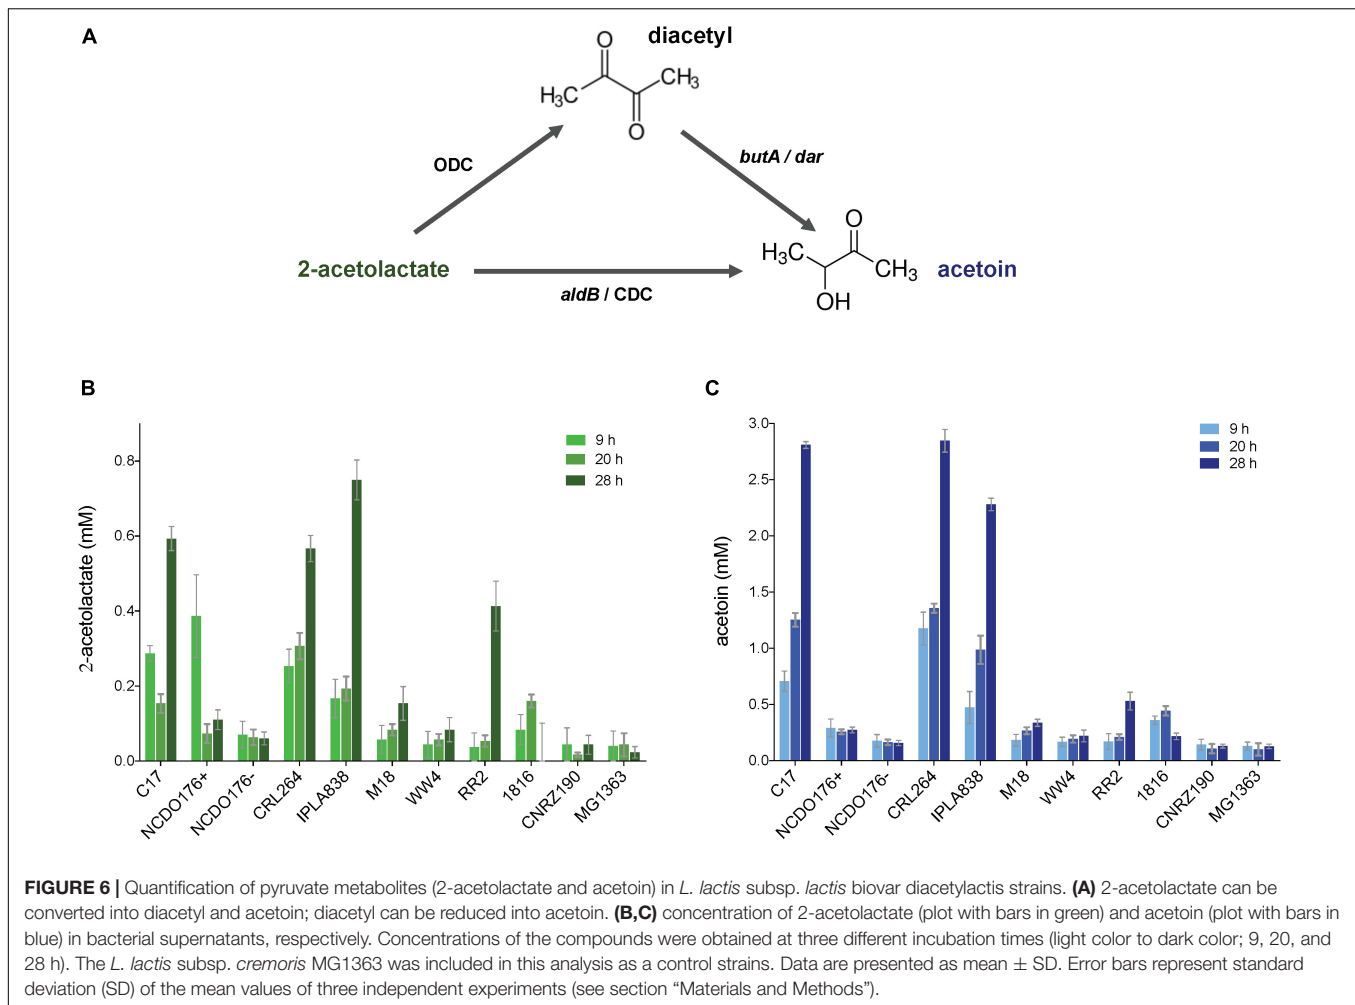 A
diacetyl
O
CH3
H3C
O
ODC
butA / dar
O
H3C
2-acetolactate
CH3
acetoin
aldB / CDC
OH
B
2-acetolactate (mM)
0.8
0.6
0.4
0.2
0.0
9 h
20 h
28 h
C17
NCDO176+
NCDO176-
CRL264
IPLA838
M18
WW4
RR2
1816
CNRZ190
MG1363
C
acetoin (mM)
3.0
2.5
2.0
1.5
1.0
0.5
0.0
9 h
20 h
28 h
C17
NCDO176+
NCDO176-
CRL264
IPLA838
M18
WW4
RR2
1816
CNRZ190
MG1363
FIGURE 6 | Quantification of pyruvate metabolites (2-acetolactate and acetoin) in L. lactis subsp. lactis biovar diacetylactis strains. (A) 2-acetolactate can be
converted into diacetyl and acetoin; diacetyl can be reduced into acetoin. (B,C) concentration of 2-acetolactate (plot with bars in green) and acetoin (plot with bars in
blue) in bacterial supernatants, respectively. Concentrations of the compounds were obtained at three different incubation times (light color to dark color; 9, 20, and
28 h). The L. lactis subsp. cremoris MG1363 was included in this analysis as a control strains. Data are presented as mean ± SD. Error bars represent standard
deviation (SD) of the mean values of three independent experiments (see section “Materials and Methods”).